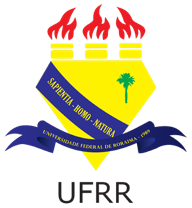 SAPIENTIA - HOMO - NATURA
UNIVERSIDADE FEDERAL DE RORAIMA - 1989
UFRR